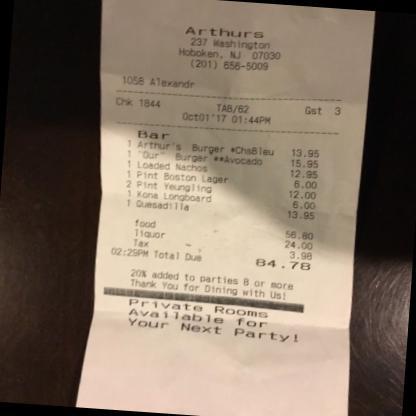 Arthurs
237 Washington
Hoboken, NJ 07030
(201) 656-5009
1058 Alexandr
Chk 1844 TAB/62 Gst 3
Oct01'17 01:44PM
Bar
1 Arthur's Burger *ChsBleu 13.95
1 "Our" Burger **Avocado 15.95
1 Loaded Nachos 12.95
1 Pint Boston Lager 6.00
2 Pint Yeungling 12.00
1 Kona Longboard 6.00
1 Quesadilla 13.95
food 56.80
liquor 24.00
Tax 3.98
02:29PM Total Due 84.78
20% added to parties 8 or more
Thank You for Dining with Us!
Private Rooms
Available for
Your Next Party!